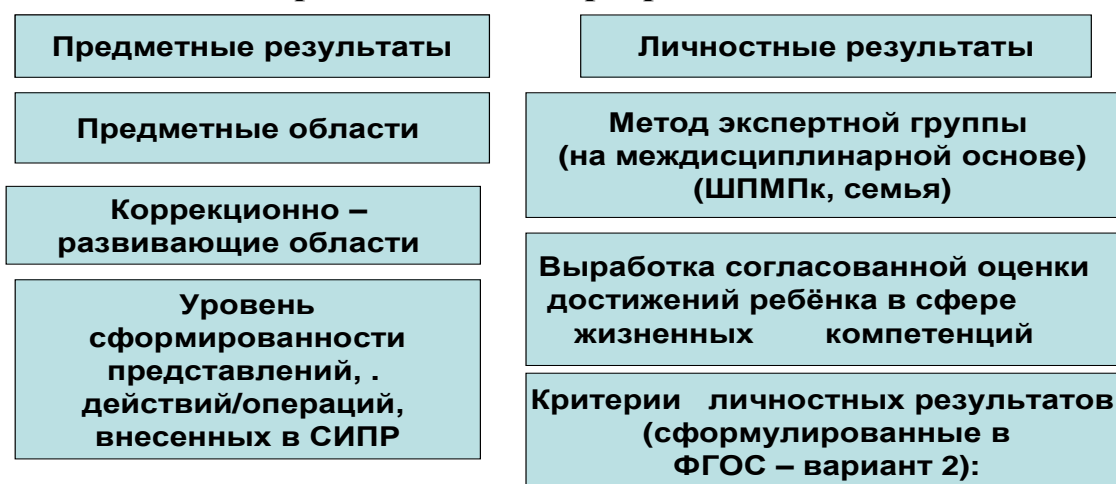 Предметные результаты
Предметные области
Коррекционно –
развивающие области
Уровень
сформированности
представлений, .
действий/операций,
внесенных в СИПР
Личностные результаты
Метод экспертной группы
(на междисциплинарной основе)
(ШПМПк, семья)
Выработка согласованной оценки
достижений ребёнка в сфере
жизненных компетенций
Критерии личностных результатов
(сформулированные в
ФГОС – вариант 2):